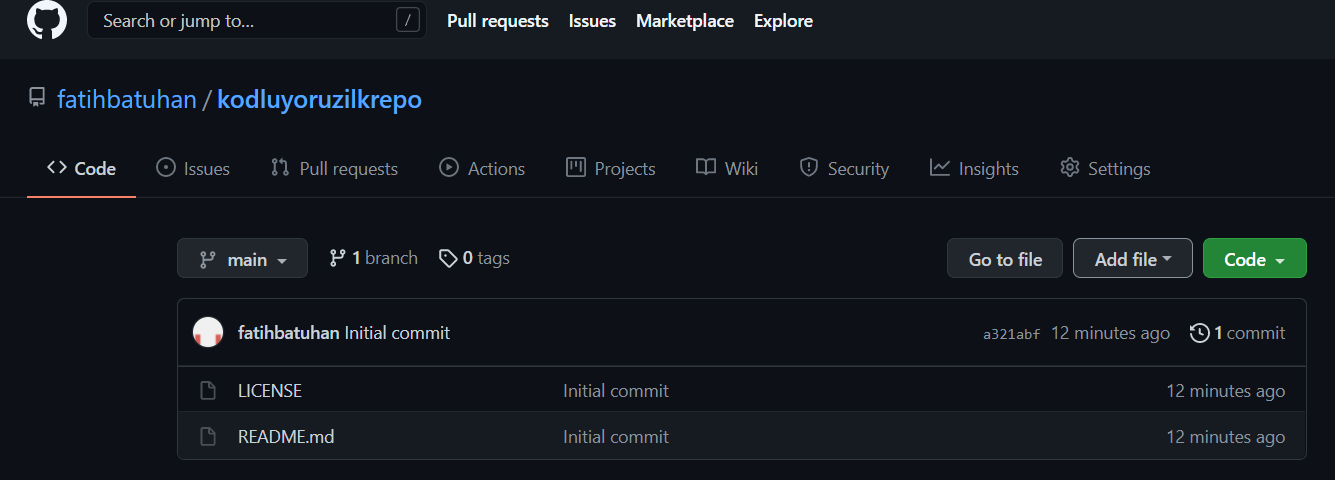 Search or jump to... / Pull requests Issues Marketplace Explore
fatihbatuhan / kodluyoruzilkrepo
Code Issues Pull requests Actions Projects Wiki Security Insights Settings
main 1 branch 0 tags Go to file Add file Code
fatihbatuhan Initial commit a321abf 12 minutes ago 1 commit
LICENSE Initial commit 12 minutes ago
README.md Initial commit 12 minutes ago